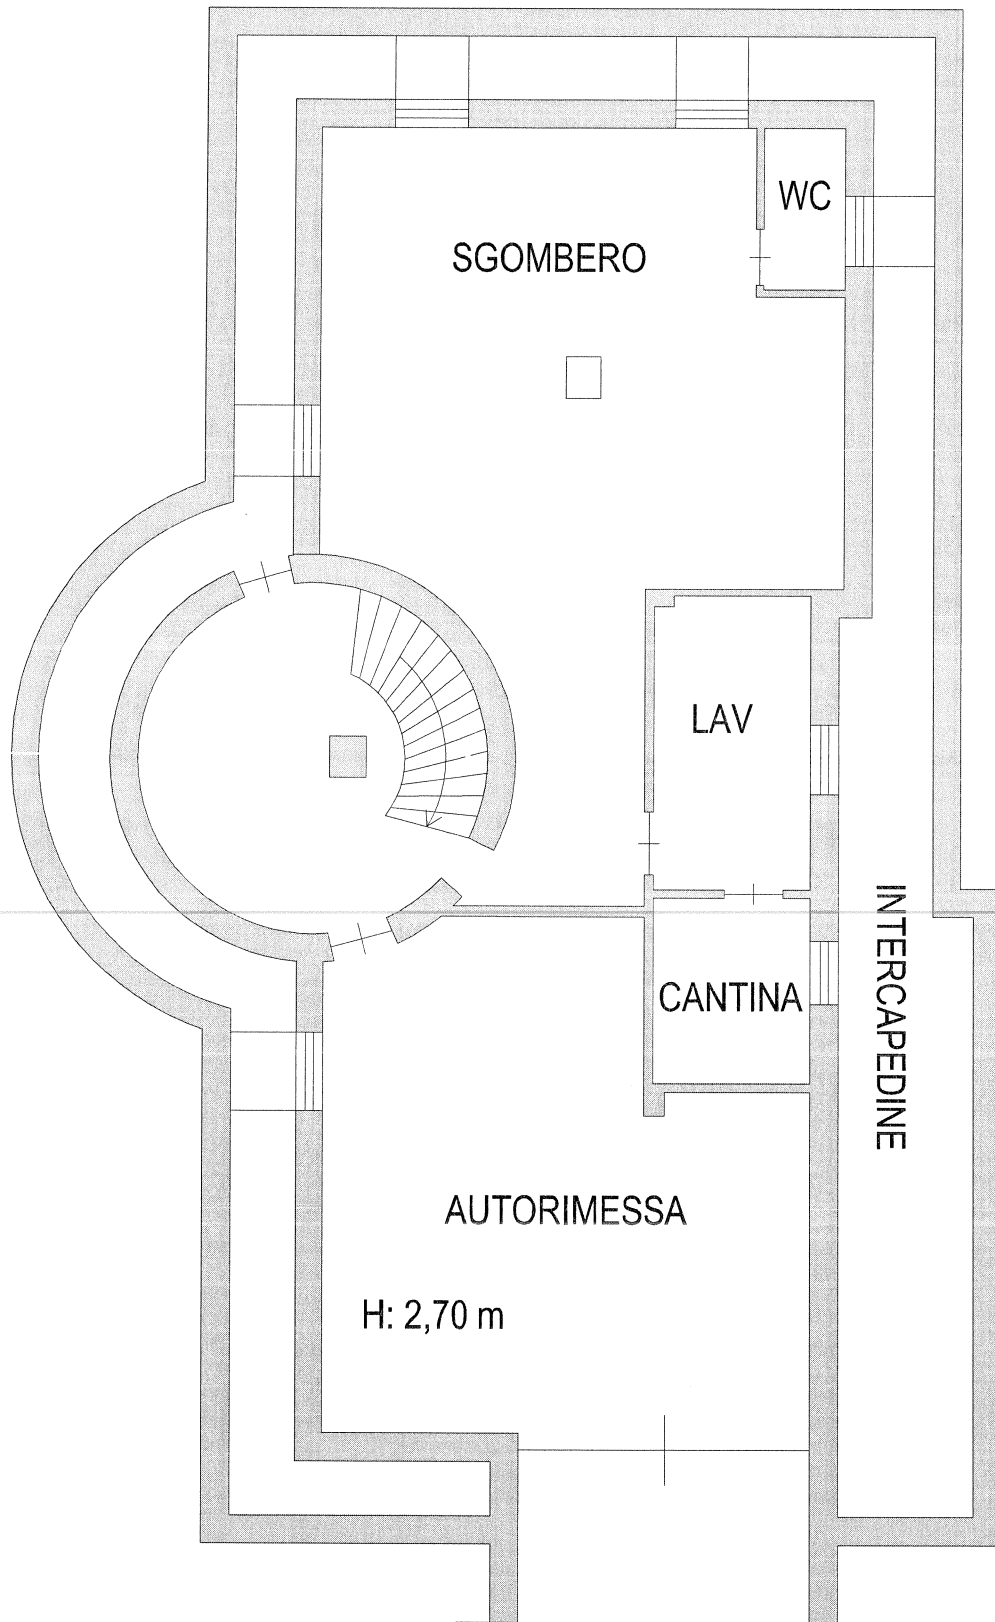 WC
SGOMBERO
LAV
INTERCAPEDINE
CANTINA
AUTORIMESSA
H: 2,70 m